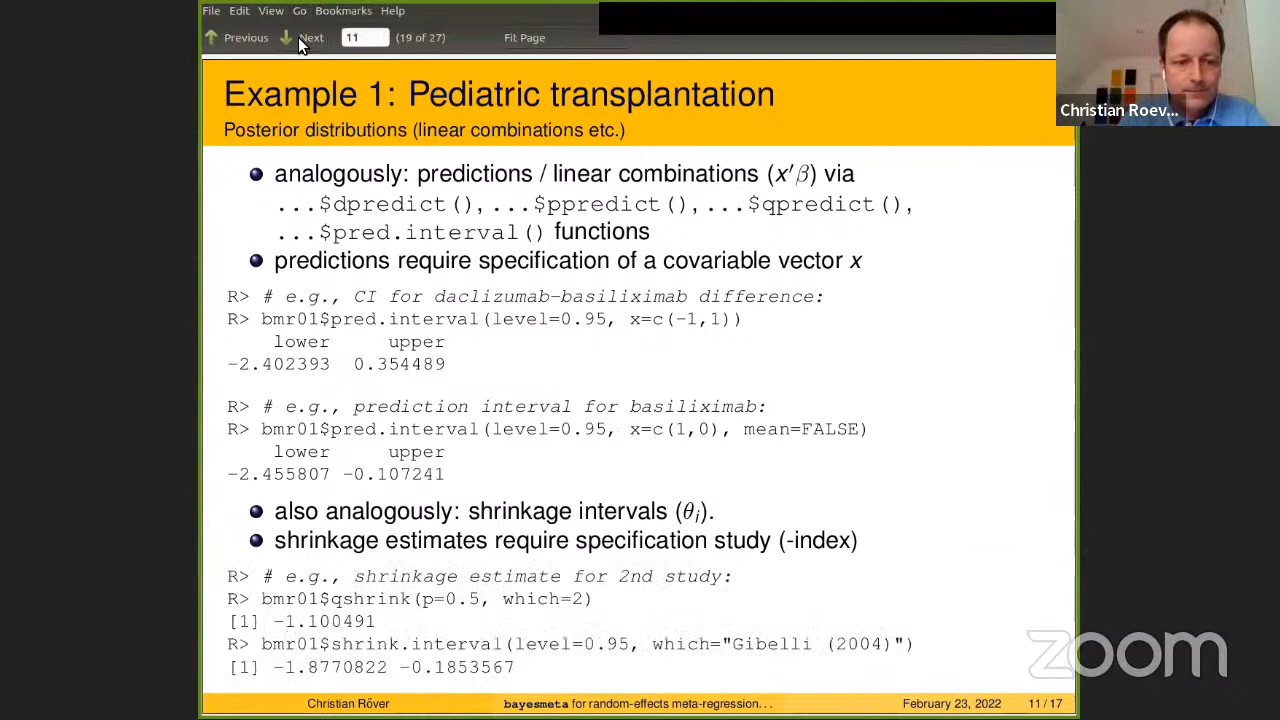 File Edit View Go Bookmarks Help
Previous Next 11 (19 of 27) Fit Page
Christian Roev...
Example 1: Pediatric transplantation
Posterior distributions (linear combinations etc.)
analogously: predictions / linear combinations (x′β) via
...$dpredict(), ...$ppredict(), ...$qpredict(),
...$pred.interval() functions
predictions require specification of a covariable vector x
R> # e.g., CI for daclizumab-basiliximab difference:
R> bmr01$pred.interval(level=0.95, x=c(-1,1))
lower upper
-2.402393 0.354489
R> # e.g., prediction interval for basiliximab:
R> bmr01$pred.interval(level=0.95, x=c(1,0), mean=FALSE)
lower upper
-2.455807 -0.107241
also analogously: shrinkage intervals (θi).
shrinkage estimates require specification study (-index)
R> # e.g., shrinkage estimate for 2nd study:
R> bmr01$qshrink(p=0.5, which=2)
[1] -1.100491
R> bmr01$shrink.interval(level=0.95, which="Gibelli (2004)")
[1] -1.8770822 -0.1853567
zoom
Christian Röver bayesmeta for random-effects meta-regression... February 23, 2022 11 / 17